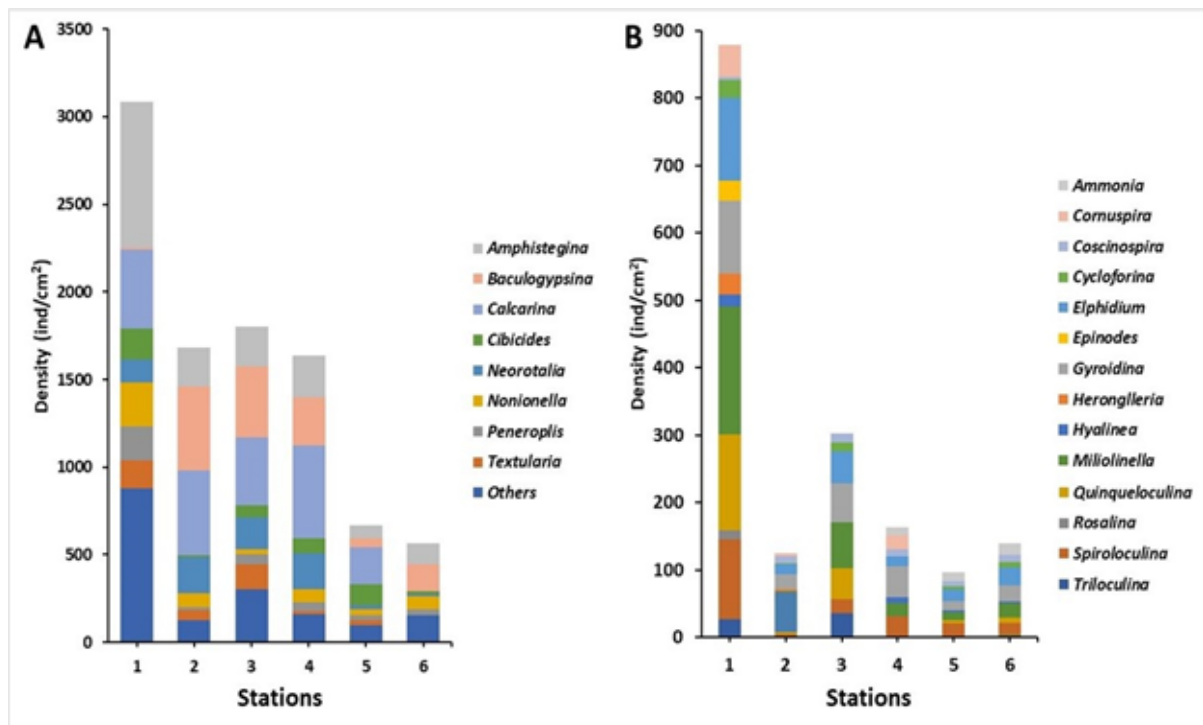 A
Density (ind/cm²)
3500
3000
2500
2000
1500
1000
500
0
1 2 3 4 5 6
Stations
Amphistegina
Baculogypsina
Calcarina
Cibicides
Neorotalia
Nonionella
Peneroplis
Textularia
Others
B
Density (ind/cm²)
900
800
700
600
500
400
300
200
100
0
1 2 3 4 5 6
Stations
Ammonia
Cornuspira
Coscinospira
Cycloforina
Elphidium
Epinodes
Gyroidina
Heronglleria
Hyalinea
Miliolinella
Quinqueloculina
Rosalina
Spiroloculina
Triloculina